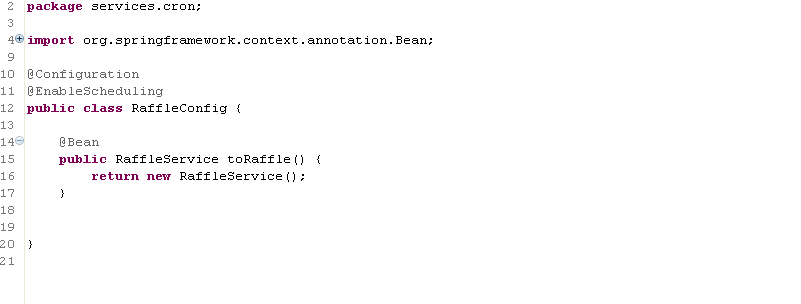 2 package services.cron;
3
4 import org.springframework.context.annotation.Bean;
9
10 @Configuration
11 @EnableScheduling
12 public class RaffleConfig {
13
14     @Bean
15     public RaffleService toRaffle() {
16         return new RaffleService();
17     }
18
19
20 }
21